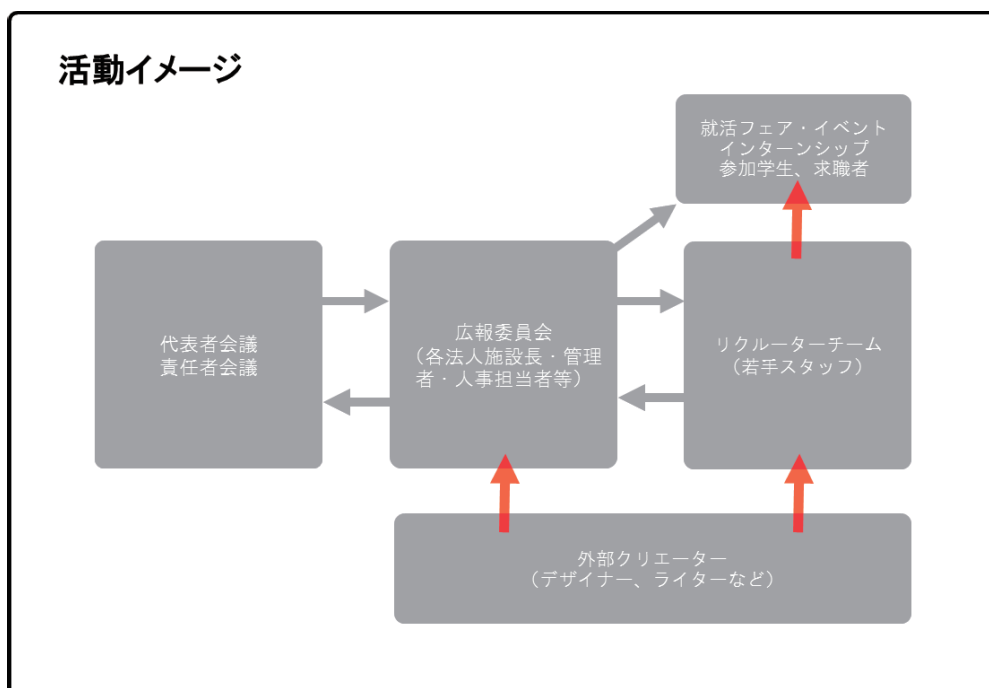 活動イメージ
就活フェア・イベント
インターンシップ
参加学生、求職者
代表者会議
責任者会議
広報委員会
（各法人施設長・管理
者・人事担当者等）
リクルーターチーム
（若手スタッフ）
外部クリエーター
（デザイナー、ライターなど）